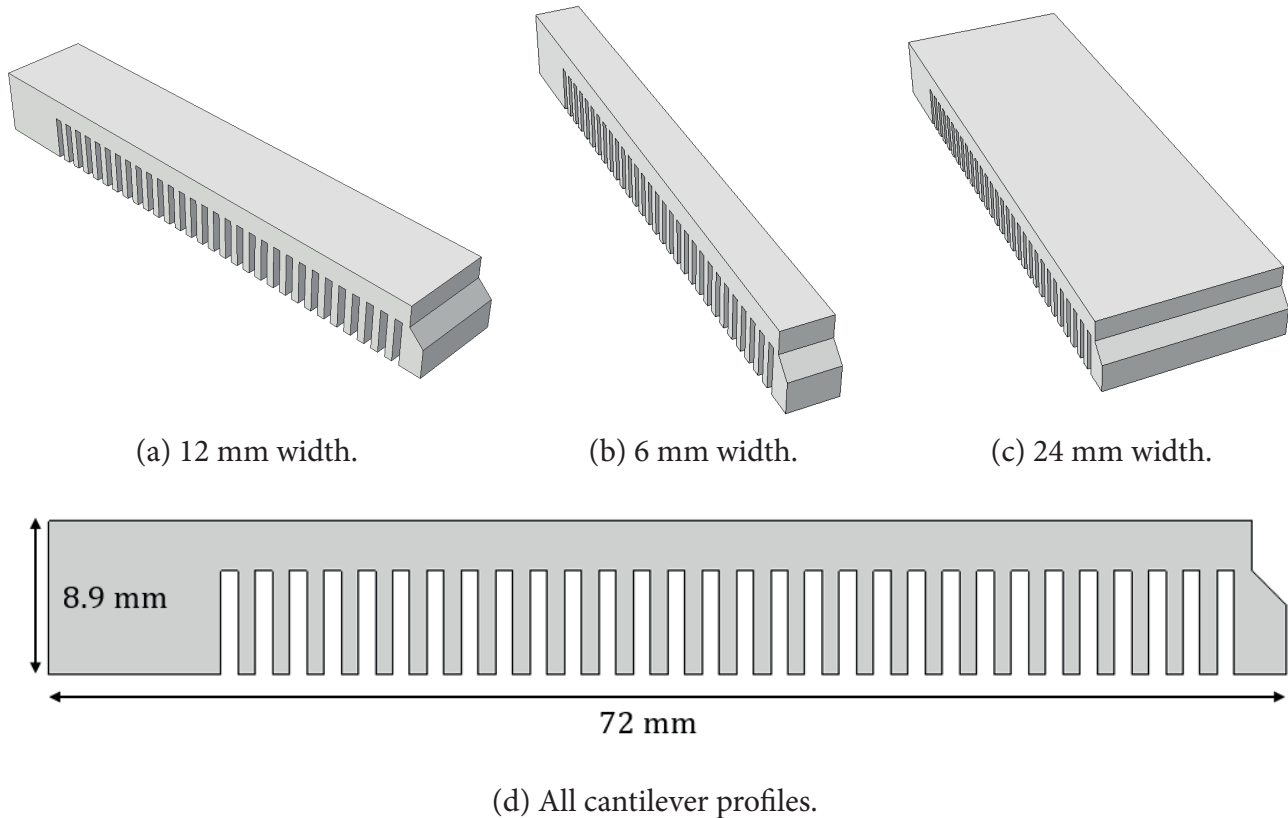 (a) 12 mm width.
(b) 6 mm width.
(c) 24 mm width.
8.9 mm
72 mm
(d) All cantilever profiles.